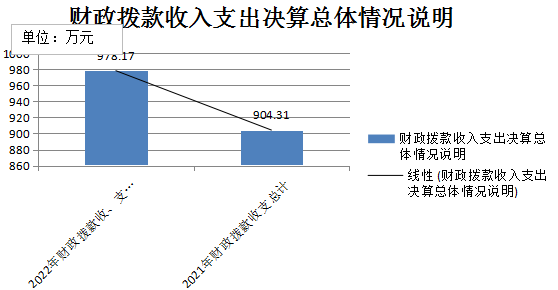 财政拨款收入支出决算总体情况说明
单位：万元
1000
980
960
940
920
900
880
860
978.17
904.31
2022年财政拨款收、支…
2021年财政拨款收支总计
财政拨款收入支出决算总
体情况说明
线性 (财政拨款收入支出
决算总体情况说明)